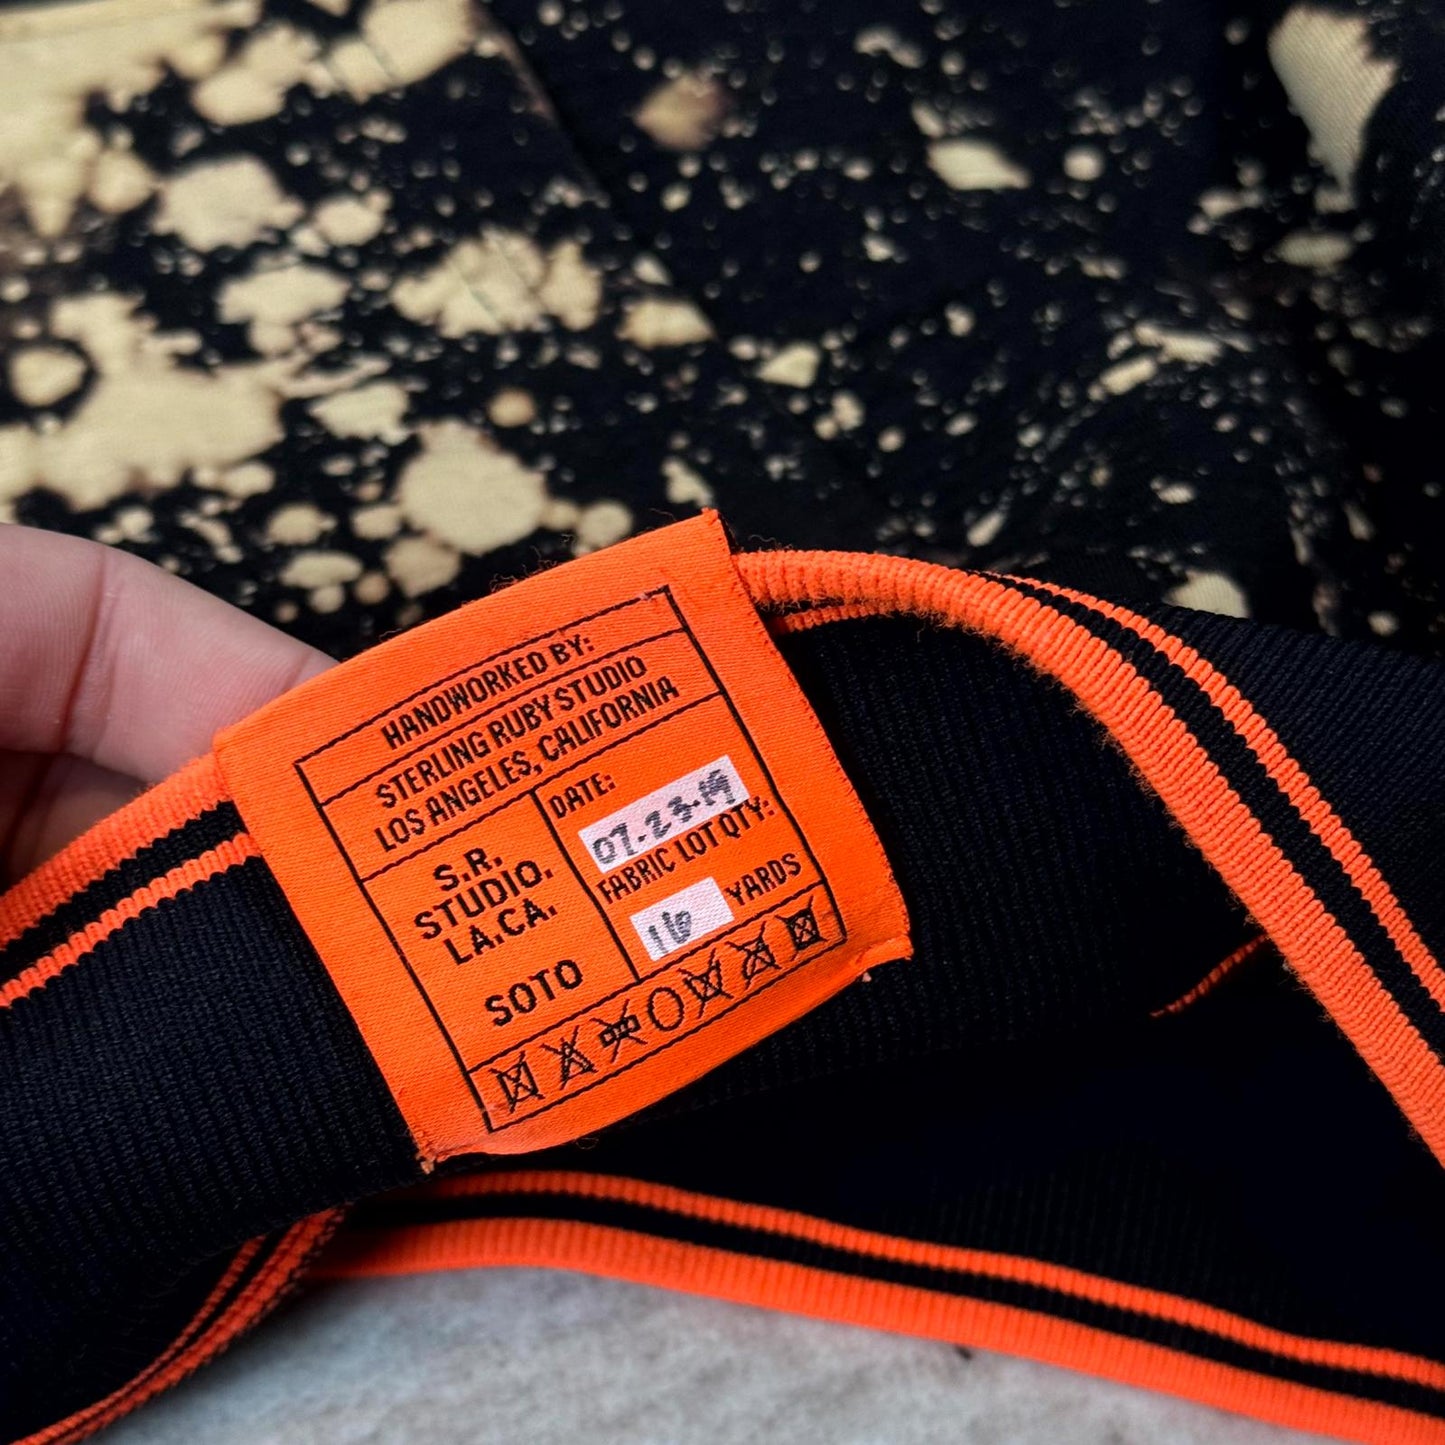 HANDWORKED BY:
STERLING RUBY STUDIO
LOS ANGELES, CALIFORNIA
S.R.
STUDIO.
LA.CA.
SOTO
DATE:
07.23.19
FABRIC LOT QTY:
16 YARDS